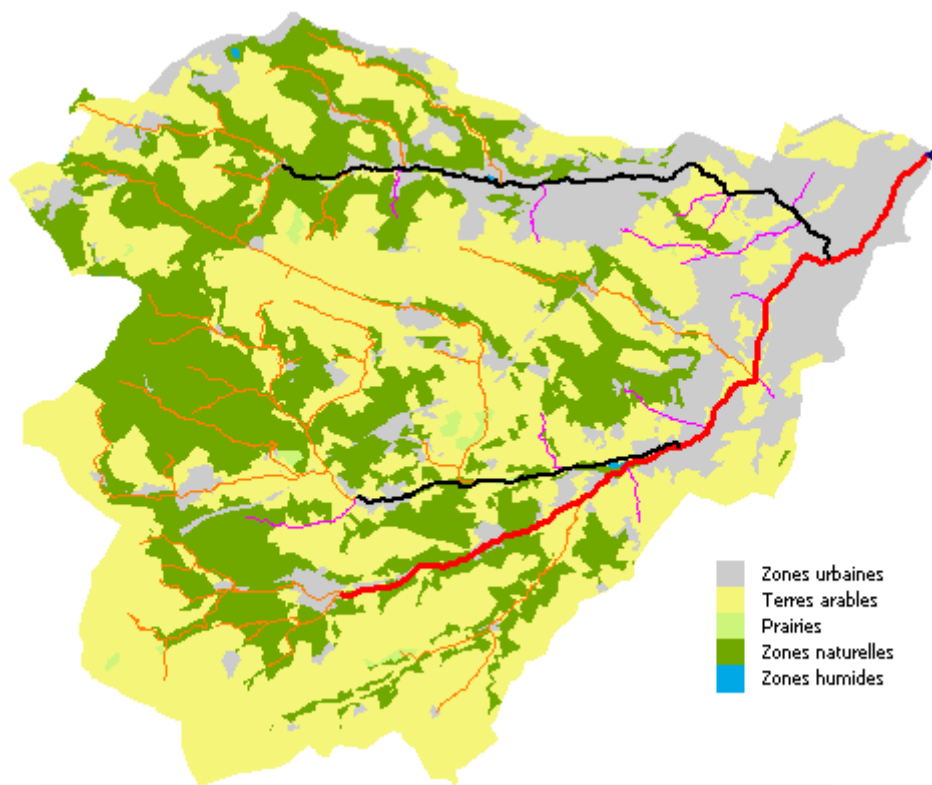 Zones urbaines
Terres arables
Prairies
Zones naturelles
Zones humides